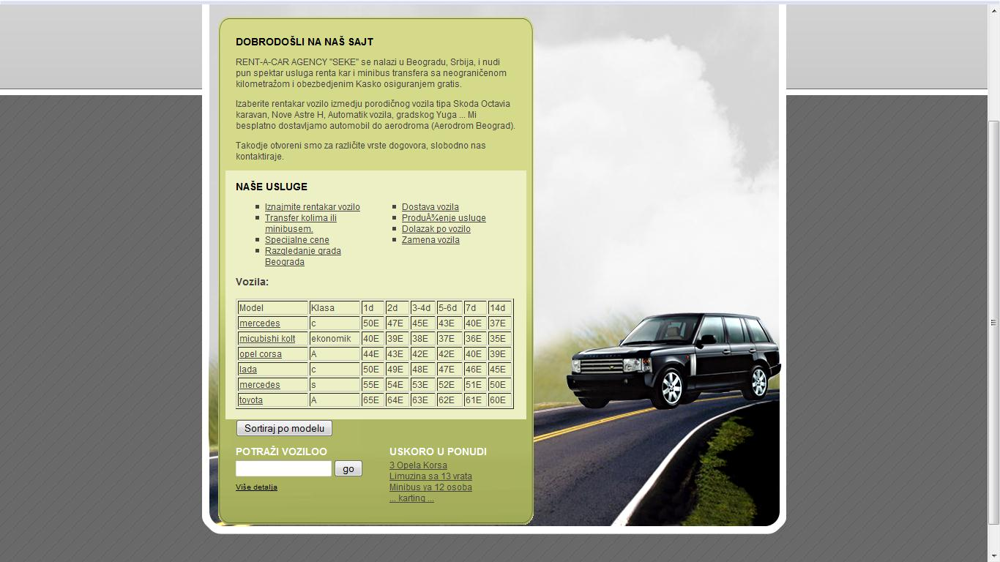 DOBRODOŠLI NA NAŠ SAJT
RENT-A-CAR AGENCY "SEKE" se nalazi u Beogradu, Srbija, i nudi
pun spektar usluga renta kar i minibus transfera sa neograničenom
kilometražom i obezbedjenim Kasko osiguranjem gratis.
Izaberite rentakar vozilo izmedju porodičnog vozila tipa Skoda Octavia
karavan, Nove Astre H, Automatik vozila, gradskog Yuga ... Mi
besplatno dostavljamo automobil do aerodroma (Aerodrom Beograd).
Takodje otvoreni smo za različite vrste dogovora, slobodno nas
kontaktiraje.
NAŠE USLUGE
Iznajmite rentakar vozilo
Transfer kolima ili
minibusem.
Specijalne cene
Razgledanje grada
Beograda
Dostava vozila
ProduÅ¾enje usluge
Dolazak po vozilo
Zamena vozila
Vozila:
Model Klasa 1d 2d 3-4d 5-6d 7d 14d
mercedes c 50E 47E 45E 43E 40E 37E
micubishi kolt ekonomik 40E 39E 38E 37E 36E 35E
opel corsa A 44E 43E 42E 42E 40E 39E
lada c 50E 49E 48E 47E 46E 45E
mercedes s 55E 54E 53E 52E 51E 50E
toyota A 65E 64E 63E 62E 61E 60E
Sortiraj po modelu
POTRAŽI VOZILOO
go
Više detalja
USKORO U PONUDI
3 Opela Korsa
Limuzina sa 13 vrata
Minibus ya 12 osoba
... karting ...